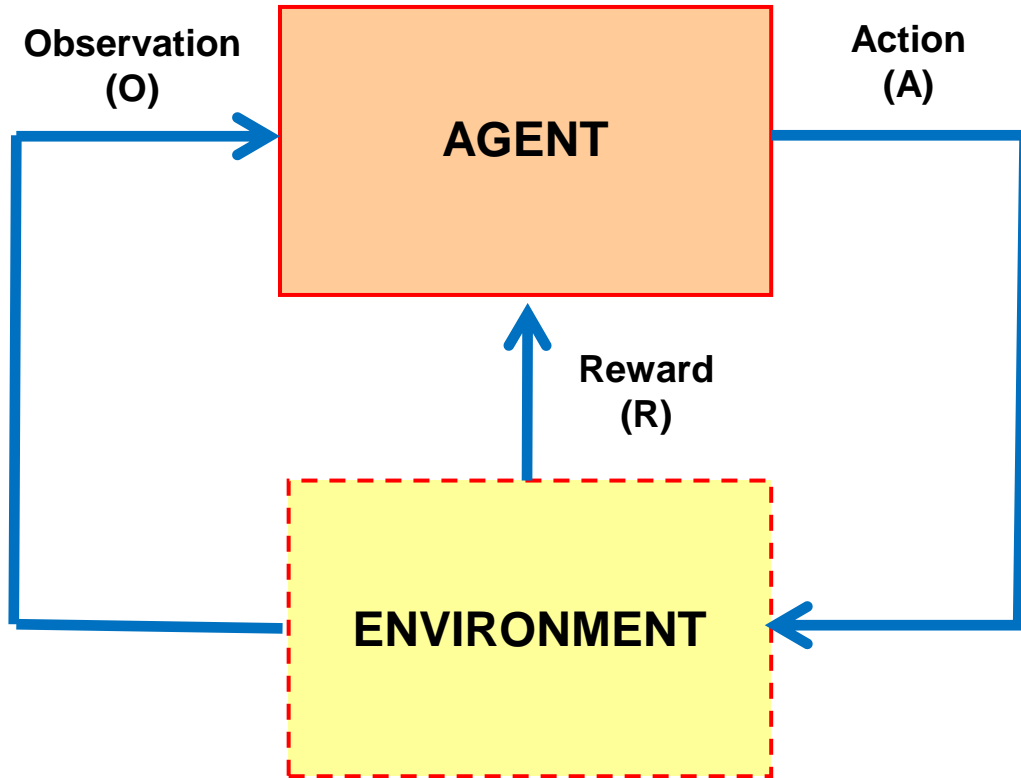 Observation
(O)
Action
(A)
AGENT
Reward
(R)
ENVIRONMENT